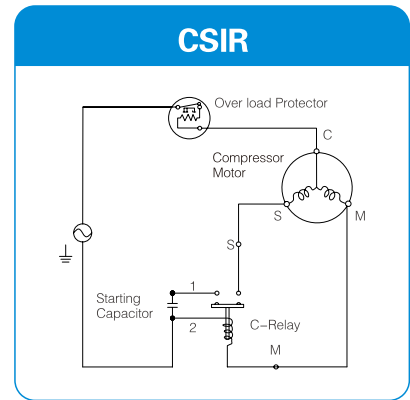 CSIR
Over load Protector
C
Compressor
Motor
S
M
S
1
Starting
Capacitor
2
C-Relay
M